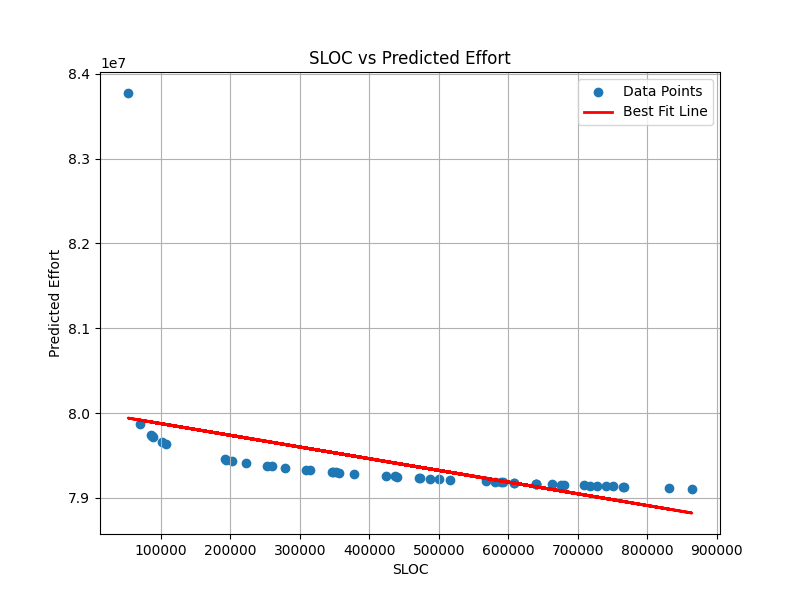 SLOC vs Predicted Effort
1e7
8.4
8.3
8.2
8.1
8.0
7.9
Predicted Effort
Data Points
Best Fit Line
100000 200000 300000 400000 500000 600000 700000 800000 900000
SLOC